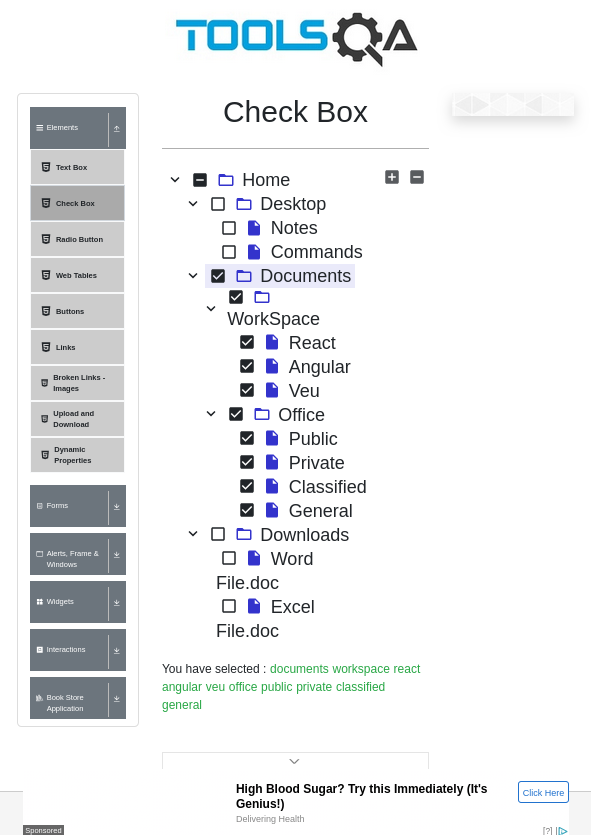 TOOLSQA
Check Box
Elements
Text Box
Check Box
Radio Button
Web Tables
Buttons
Links
Broken Links -
Images
Upload and
Download
Dynamic
Properties
Forms
Alerts, Frame &
Windows
Widgets
Interactions
Book Store
Application
Home
Desktop
Notes
Commands
Documents
WorkSpace
React
Angular
Veu
Office
Public
Private
Classified
General
Downloads
Word
File.doc
Excel
File.doc
You have selected : documents workspace react
angular veu office public private classified
general
High Blood Sugar? Try this Immediately (It's
Genius!)
Delivering Health
Click Here
Sponsored
[?]